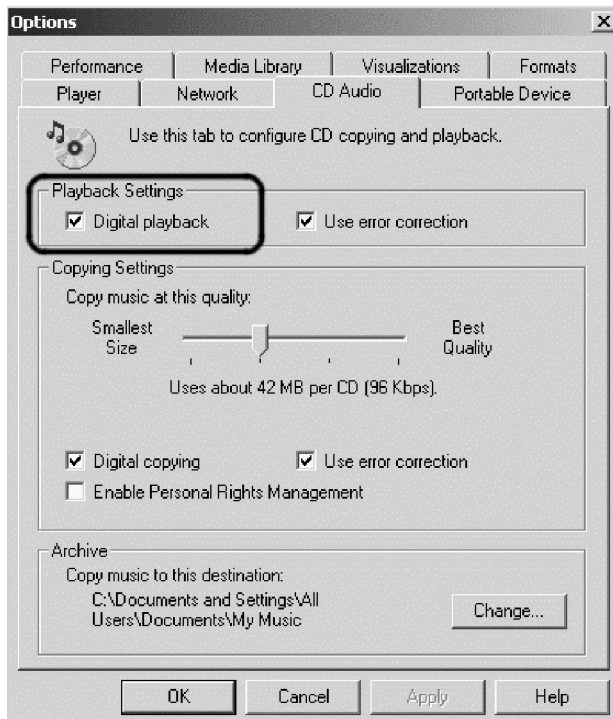 Options
Performance Media Library Visualizations Formats
Player Network CD Audio Portable Device
Use this tab to configure CD copying and playback.
Playback Settings
Digital playback Use error correction
Copying Settings
Copy music at this quality:
Smallest Best
Size Quality
Uses about 42 MB per CD (96 Kbps).
Digital copying Use error correction
Enable Personal Rights Management
Archive
Copy music to this destination:
C:\Documents and Settings\All
Users\Documents\My Music
Change...
OK Cancel Apply Help